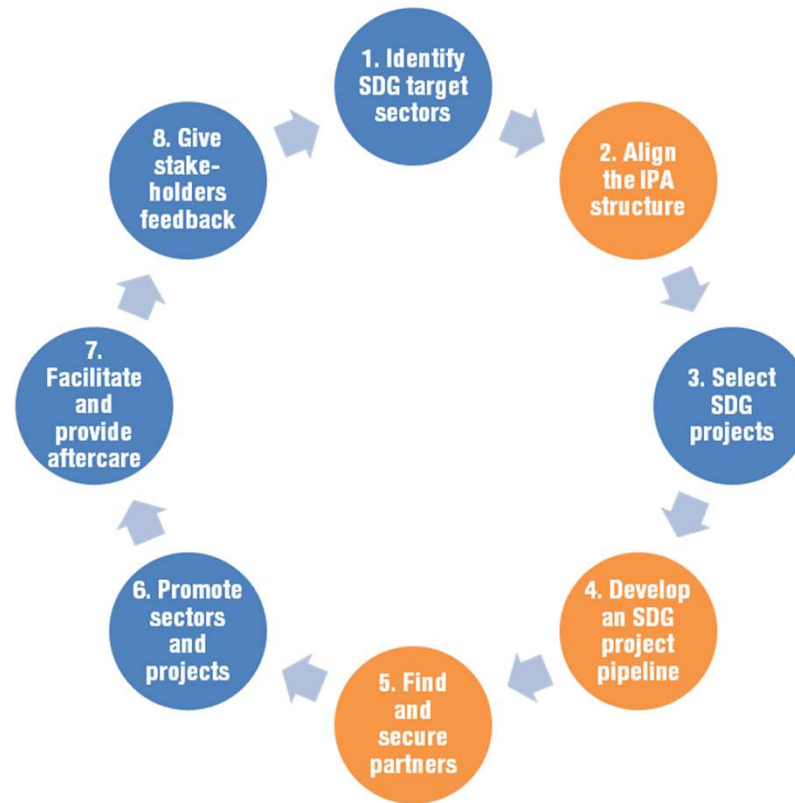 1. Identify
SDG target
sectors
2. Align
the IPA
structure
3. Select
SDG
projects
4. Develop
an SDG
project
pipeline
5. Find
and
secure
partners
6. Promote
sectors
and
projects
7.
Facilitate
and
provide
aftercare
8. Give
stake-
holders
feedback